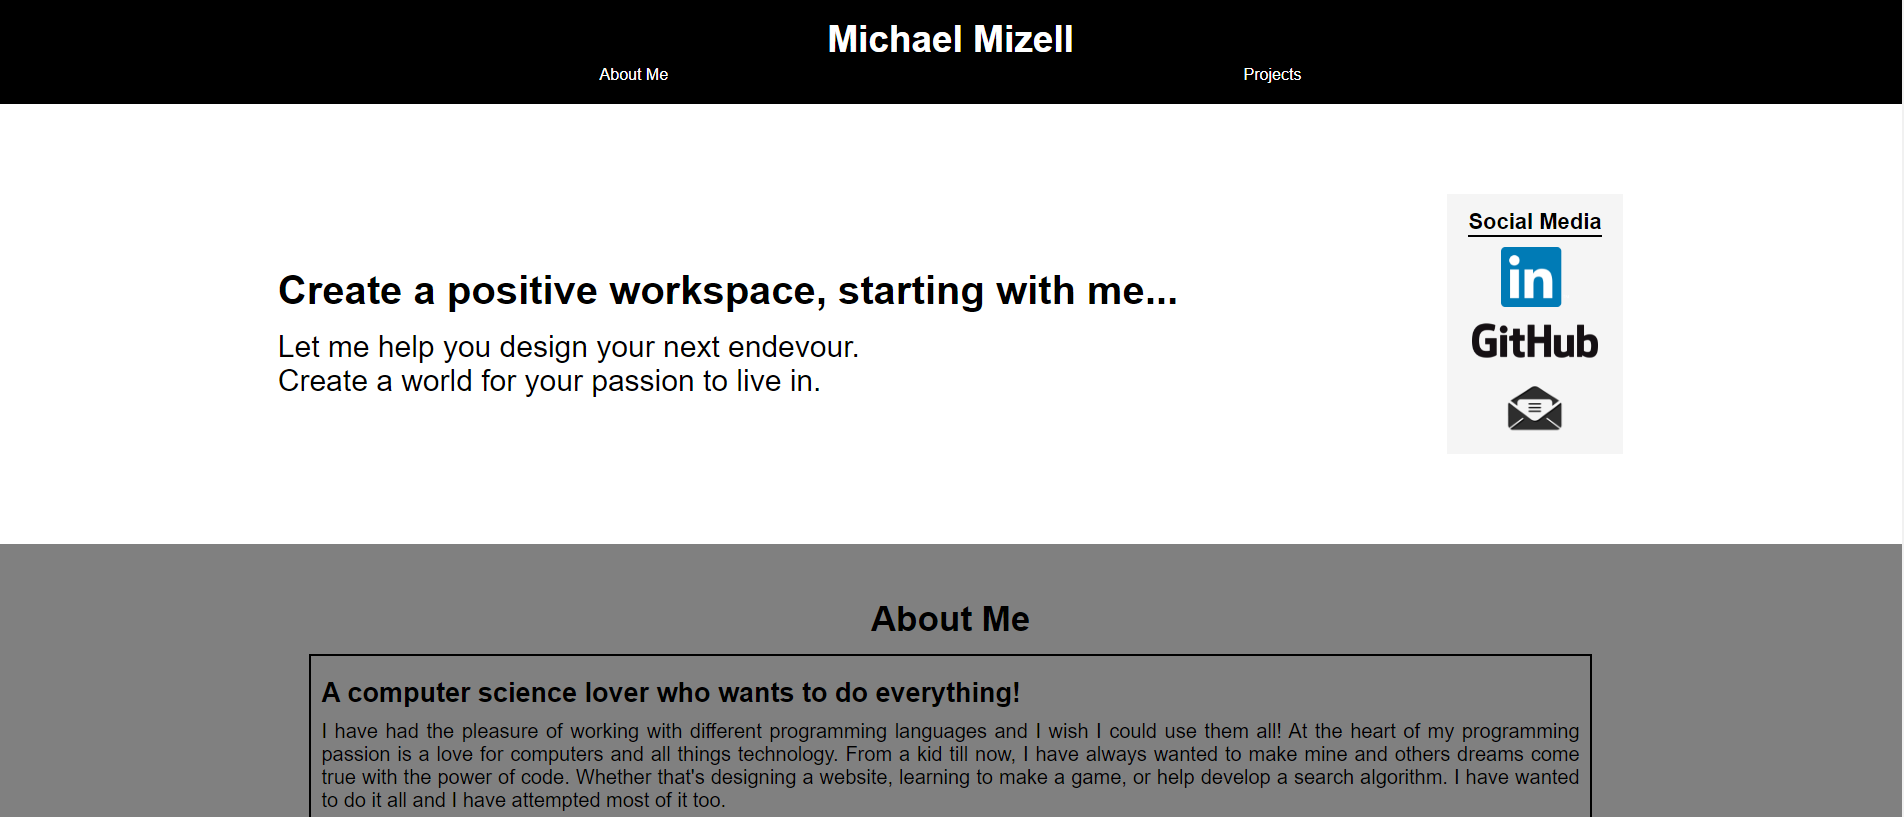 Michael Mizell
About Me
Projects
Create a positive workspace, starting with me...
Let me help you design your next endevour.
Create a world for your passion to live in.
Social Media
in
GitHub
About Me
A computer science lover who wants to do everything!
I have had the pleasure of working with different programming languages and I wish I could use them all! At the heart of my programming
passion is a love for computers and all things technology. From a kid till now, I have always wanted to make mine and others dreams come
true with the power of code. Whether that's designing a website, learning to make a game, or help develop a search algorithm. I have wanted
to do it all and I have attempted most of it too.